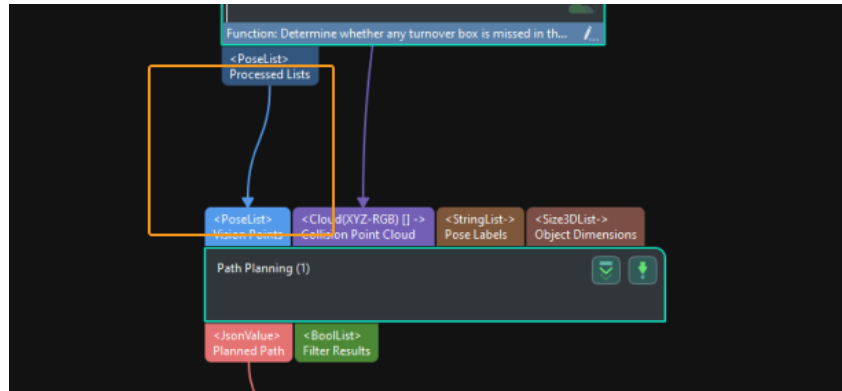 Function: Determine whether any turnover box is missed in th...
<PoseList>
Processed Lists
<PoseList>
Vision Points
<Cloud(XYZ-RGB) [] ->
Collision Point Cloud
<StringList->
Pose Labels
<Size3DList->
Object Dimensions
Path Planning (1)
<JsonValue>
Planned Path
<BoolList>
Filter Results